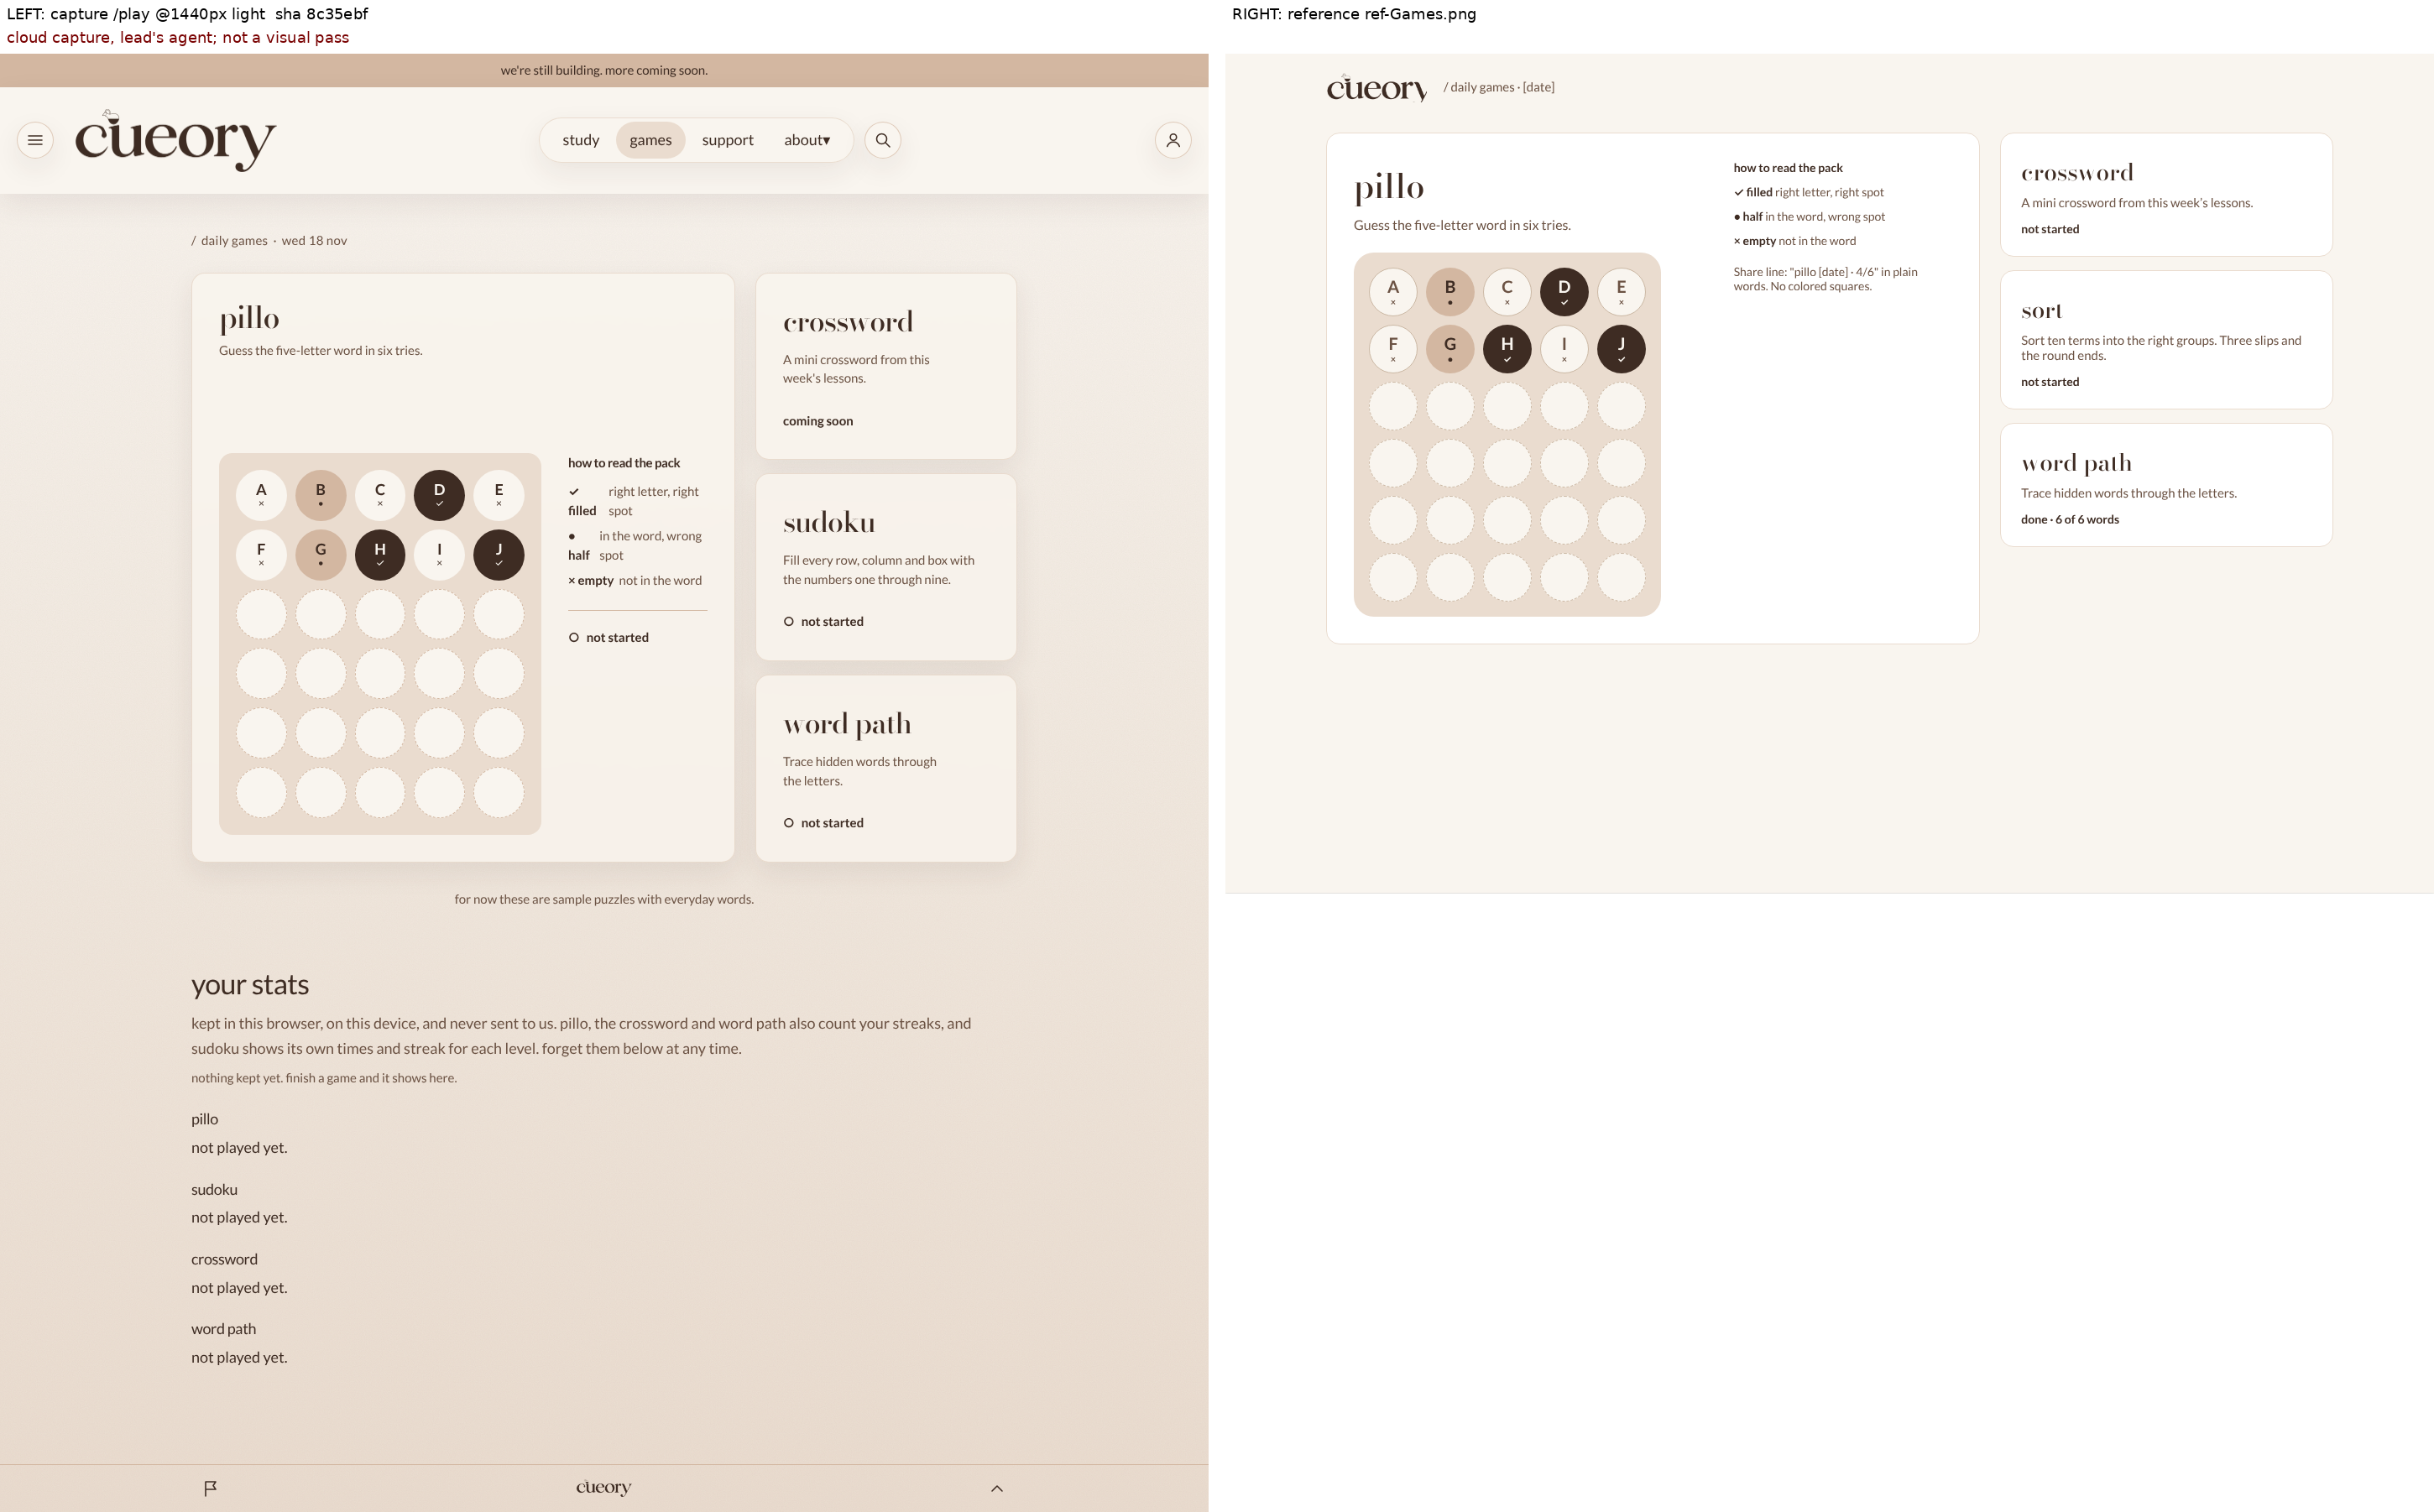 LEFT: capture /play @1440px light  sha 8c35ebf
cloud capture, lead's agent; not a visual pass
we're still building. more coming soon.
cueory
study
games
support
about▾
/ daily games · wed 18 nov
pillo
Guess the five-letter word in six tries.
A B C D E
× ● × ✓ ×
F G H I J
× ● ✓ × ✓
how to read the pack
✓ filled right letter, right spot
● half in the word, wrong spot
× empty not in the word
not started
crossword
A mini crossword from this
week's lessons.
coming soon
sudoku
Fill every row, column and box with
the numbers one through nine.
not started
word path
Trace hidden words through
the letters.
not started
for now these are sample puzzles with everyday words.
your stats
kept in this browser, on this device, and never sent to us. pillo, the crossword and word path also count your streaks, and
sudoku shows its own times and streak for each level. forget them below at any time.
nothing kept yet. finish a game and it shows here.
pillo
not played yet.
sudoku
not played yet.
crossword
not played yet.
word path
not played yet.
cueory
RIGHT: reference ref-Games.png
cueory
/ daily games · [date]
pillo
Guess the five-letter word in six tries.
A B C D E
× ● × ✓ ×
F G H I J
× ● ✓ × ✓
how to read the pack
✓ filled right letter, right spot
● half in the word, wrong spot
× empty not in the word
Share line: "pillo [date] · 4/6" in plain
words. No colored squares.
crossword
A mini crossword from this week's lessons.
not started
sort
Sort ten terms into the right groups. Three slips and
the round ends.
not started
word path
Trace hidden words through the letters.
done · 6 of 6 words